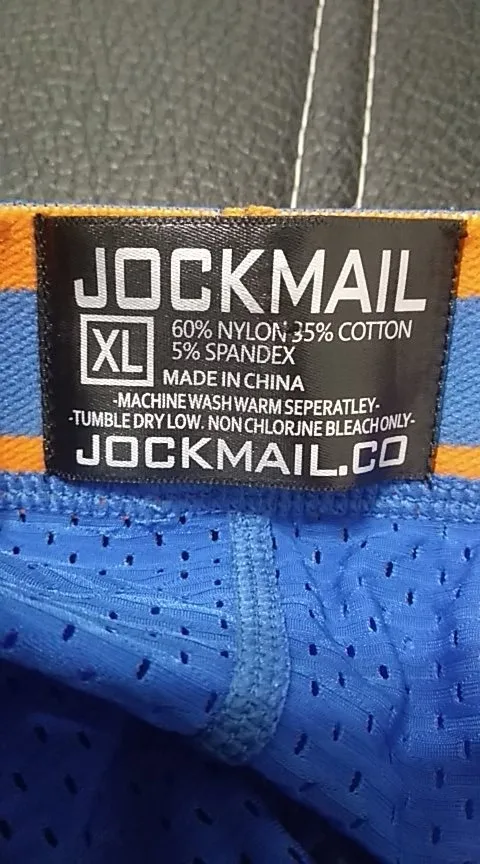 JOCKMAIL
XL
60% NYLON 35% COTTON
5% SPANDEX
MADE IN CHINA
-MACHINE WASH WARM SEPERATLEY-
-TUMBLE DRY LOW. NON CHLORJNE BLEACH ONLY-
JOCKMAIL.CO